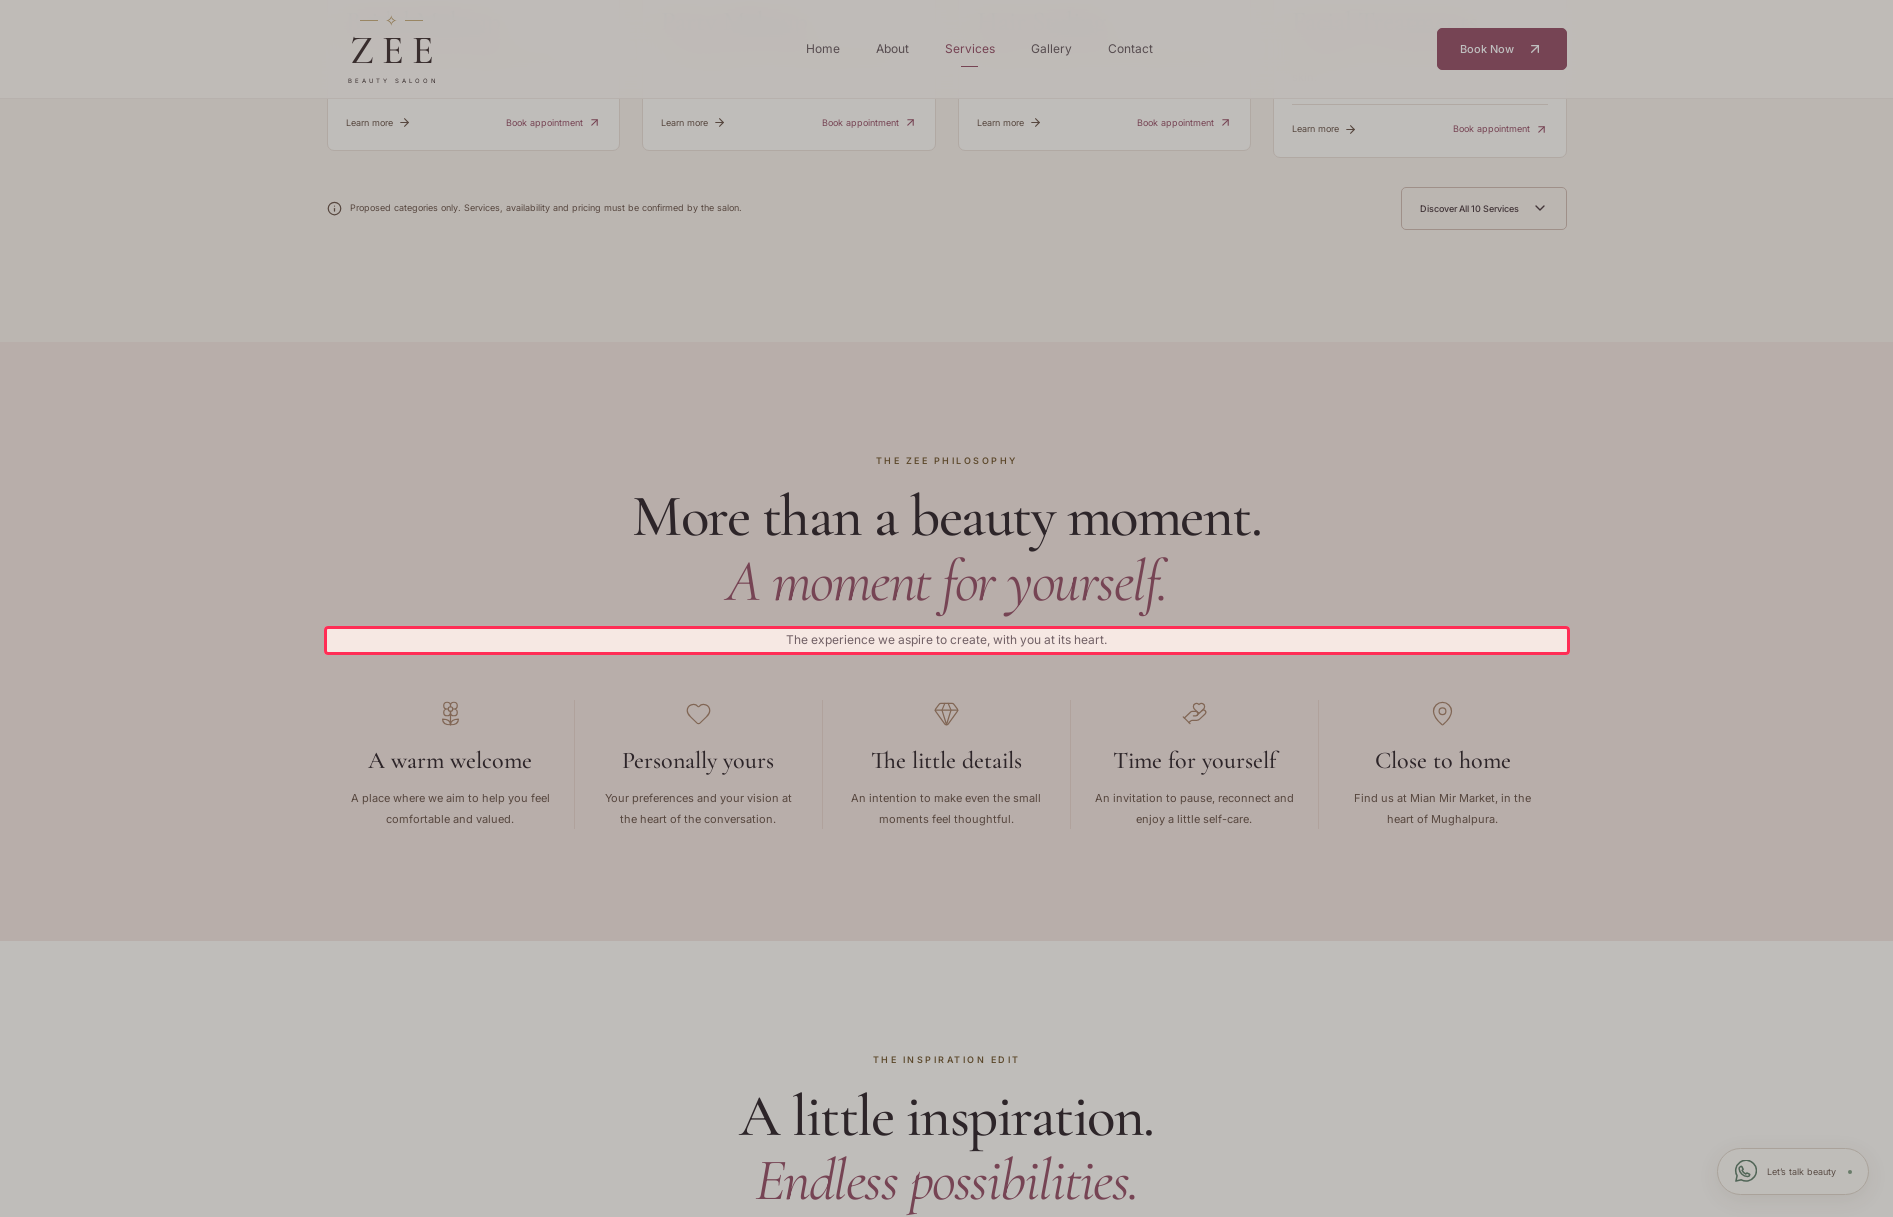 ZEE
BEAUTY SALOON
Home
About
Services
Gallery
Contact
Book Now
Learn more
Book appointment
Learn more
Book appointment
Learn more
Book appointment
Learn more
Book appointment
Proposed categories only. Services, availability and pricing must be confirmed by the salon.
Discover All 10 Services
THE ZEE PHILOSOPHY
More than a beauty moment.
A moment for yourself.
The experience we aspire to create, with you at its heart.
A warm welcome
A place where we aim to help you feel
comfortable and valued.
Personally yours
Your preferences and your vision at
the heart of the conversation.
The little details
An intention to make even the small
moments feel thoughtful.
Time for yourself
An invitation to pause, reconnect and
enjoy a little self-care.
Close to home
Find us at Mian Mir Market, in the
heart of Mughalpura.
THE INSPIRATION EDIT
A little inspiration.
Endless possibilities.
Let's talk beauty